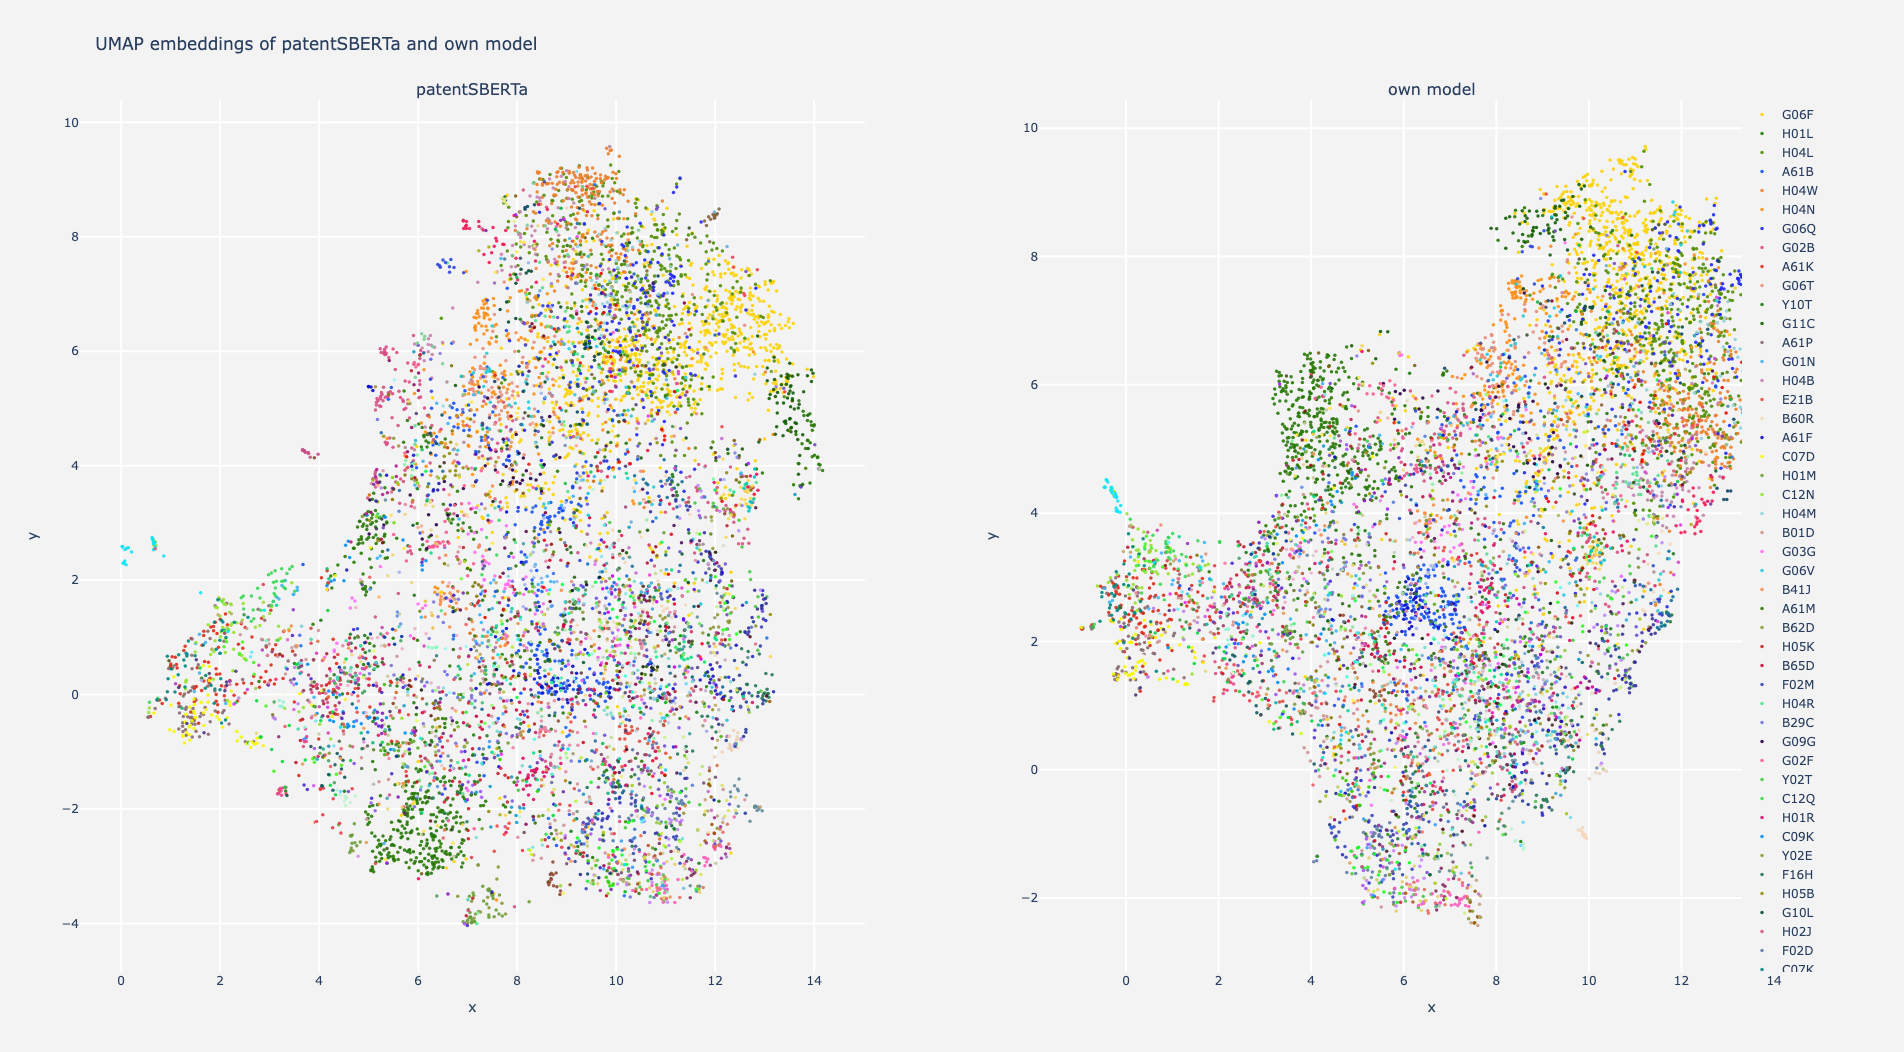 UMAP embeddings of patentSBERTa and own model
patentSBERTa
10
8
6
4
2
0
−2
−4
y
0 2 4 6 8 10 12 14
x
own model
10
8
6
4
2
0
−2
y
0 2 4 6 8 10 12 14
x
G06F
H01L
H04L
A61B
H04W
H04N
G06Q
G02B
A61K
G06T
Y10T
G11C
A61P
G01N
H04B
E21B
B60R
A61F
C07D
H01M
C12N
H04M
B01D
G03G
G06V
B41J
A61M
B62D
H05K
B65D
F02M
H04R
B29C
G09G
G02F
Y02T
C12Q
H01R
C09K
Y02E
F16H
H05B
G10L
H02J
F02D
C07K